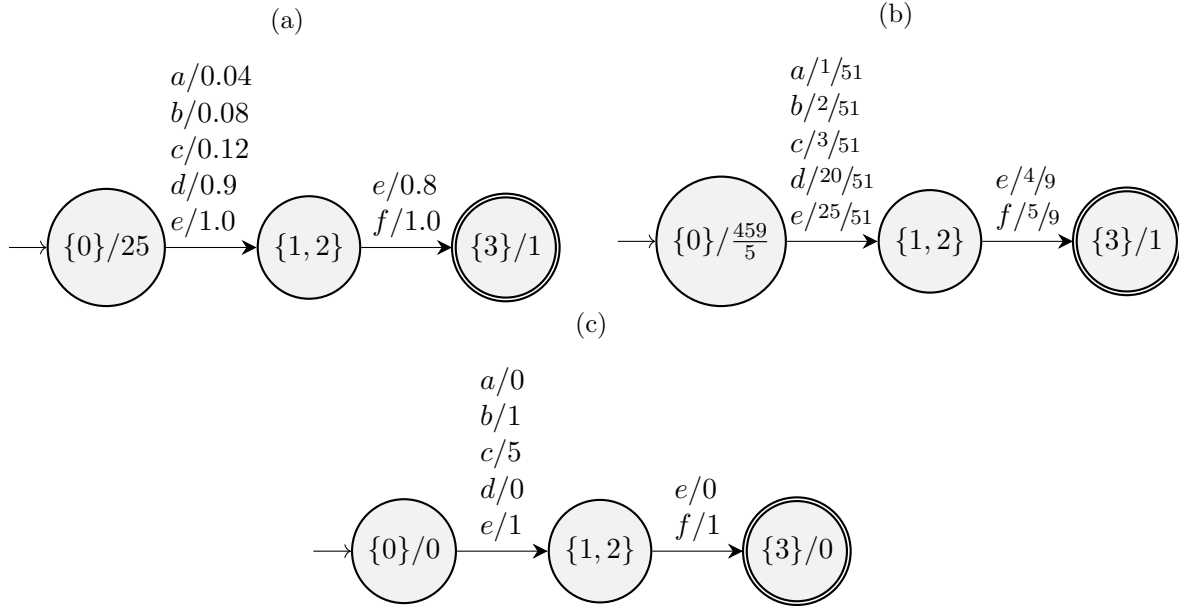 (a)
a/0.04
b/0.08
c/0.12
d/0.9
e/1.0
e/0.8
f/1.0
{0}/25
{1, 2}
{3}/1
(b)
a/1/51
b/2/51
c/3/51
d/20/51
e/25/51
e/4/9
f/5/9
{0}/459/5
{1, 2}
{3}/1
(c)
a/0
b/1
c/5
d/0
e/1
e/0
f/1
{0}/0
{1, 2}
{3}/0